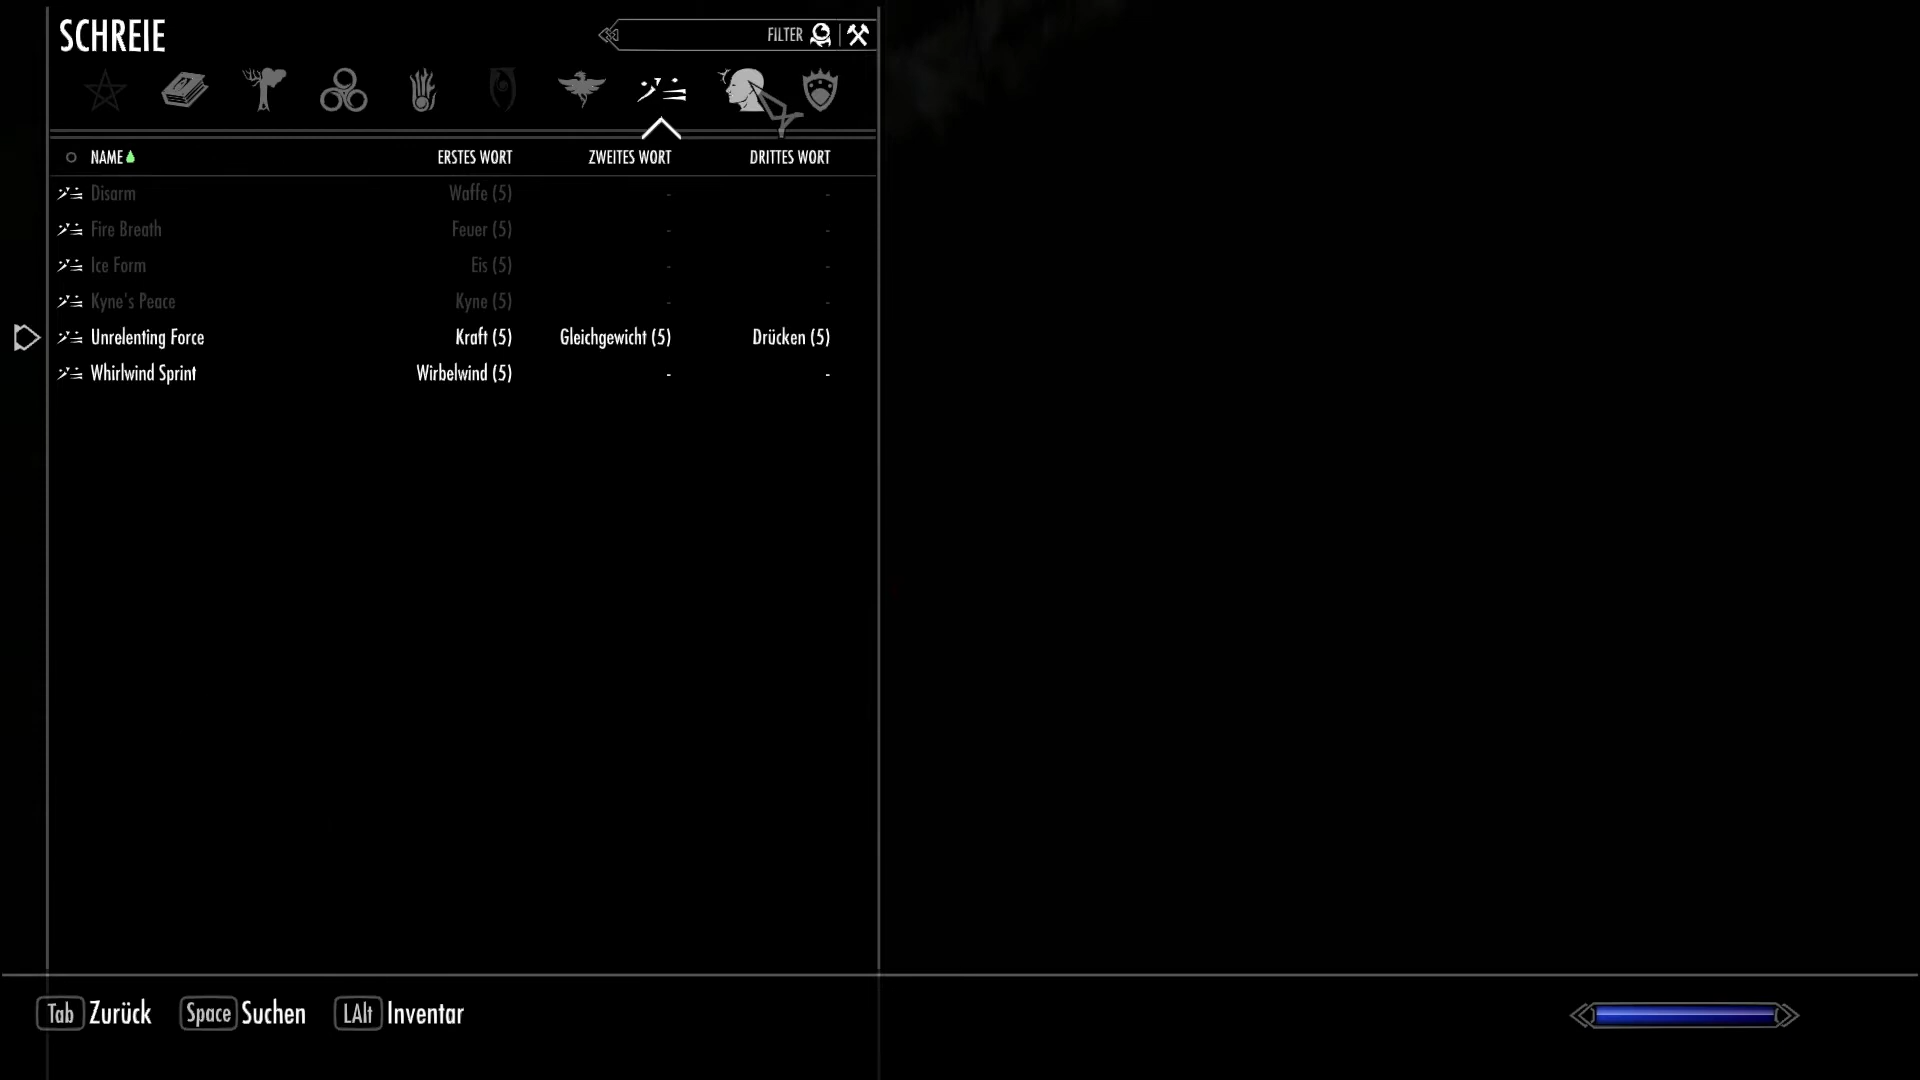 SCHREIE
FILTER
NAME ERSTES WORT ZWEITES WORT DRITTES WORT
Disarm Waffe (5) - -
Fire Breath Feuer (5) - -
Ice Form Eis (5) - -
Kyne's Peace Kyne (5) - -
Unrelenting Force Kraft (5) Gleichgewicht (5) Drücken (5)
Whirlwind Sprint Wirbelwind (5) - -
Tab Zurück Space Suchen LAlt Inventar